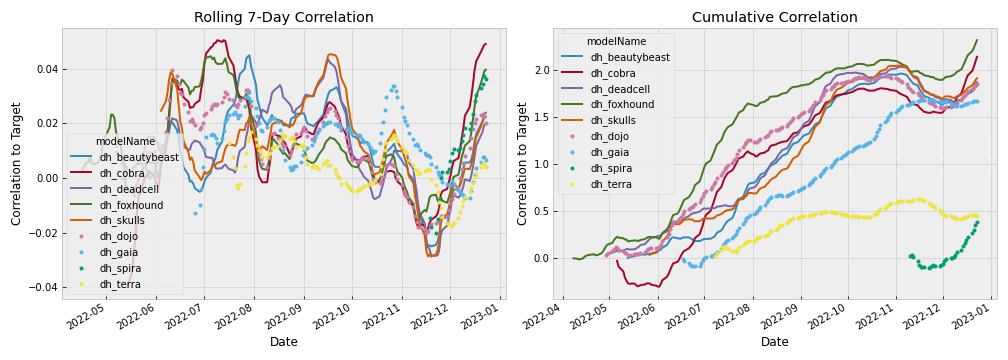 Rolling 7-Day Correlation
Correlation to Target
0.04
0.02
0.00
−0.02
−0.04
modelName
dh_beautybeast
dh_cobra
dh_deadcell
dh_foxhound
dh_skulls
dh_dojo
dh_gaia
dh_spira
dh_terra
2022-05
2022-06
2022-07
2022-08
2022-09
2022-10
2022-11
2022-12
2023-01
Date
Cumulative Correlation
Correlation to Target
2.0
1.5
1.0
0.5
0.0
modelName
dh_beautybeast
dh_cobra
dh_deadcell
dh_foxhound
dh_skulls
dh_dojo
dh_gaia
dh_spira
dh_terra
2022-04
2022-05
2022-06
2022-07
2022-08
2022-09
2022-10
2022-11
2022-12
2023-01
Date